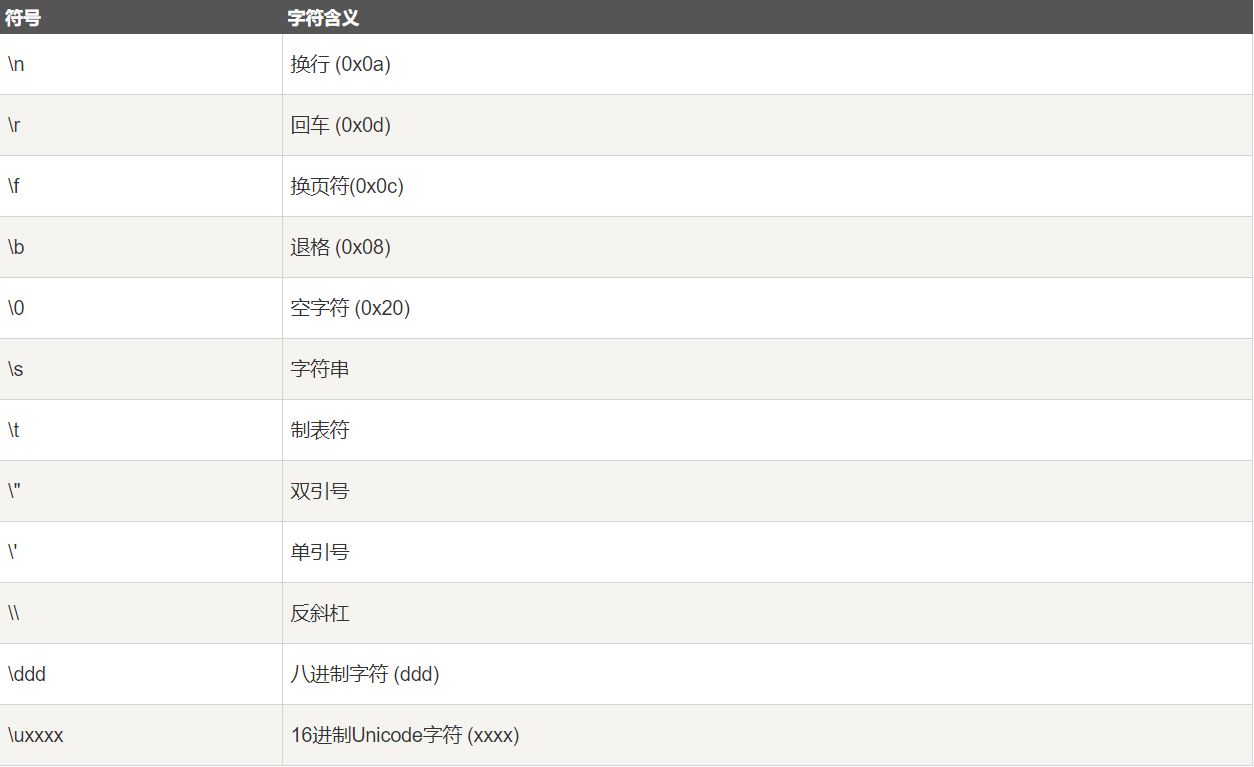 符号 字符含义
\n 换行 (0x0a)
\r 回车 (0x0d)
\f 换页符(0x0c)
\b 退格 (0x08)
\0 空字符 (0x20)
\s 字符串
\t 制表符
\" 双引号
\' 单引号
\\ 反斜杠
\ddd 八进制字符 (ddd)
\uxxxx 16进制Unicode字符 (xxxx)